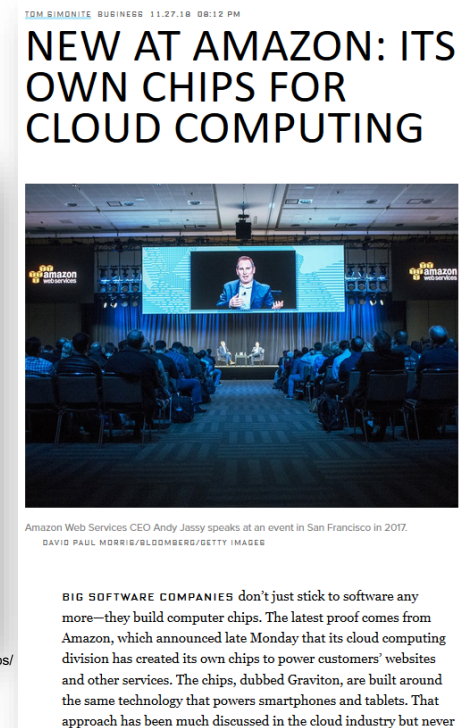 TOM SIMONITE BUSINESS 11.27.18 08:12 PM
NEW AT AMAZON: ITS
OWN CHIPS FOR
CLOUD COMPUTING
amazon
webservices
amazon
webservices
Amazon Web Services CEO Andy Jassy speaks at an event in San Francisco in 2017.
DAVID PAUL MORRIS/BLOOMBERG/GETTY IMAGES
BIG SOFTWARE COMPANIES don’t just stick to software any
more—they build computer chips. The latest proof comes from
Amazon, which announced late Monday that its cloud computing
division has created its own chips to power customers’ websites
os/
and other services. The chips, dubbed Graviton, are built around
the same technology that powers smartphones and tablets. That
approach has been much discussed in the cloud industry but never